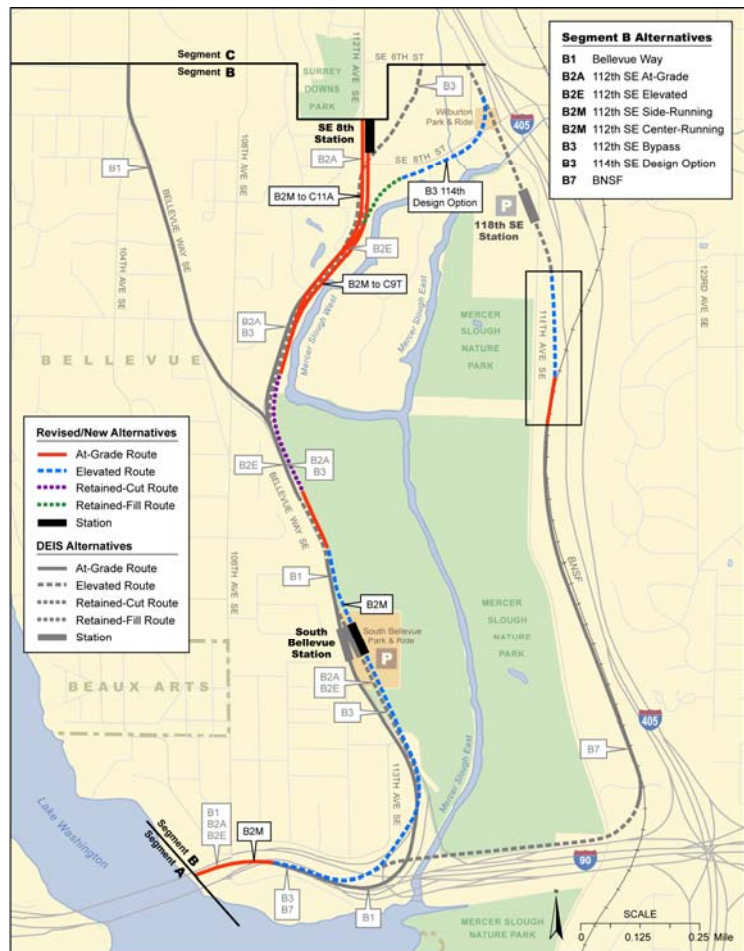 Segment C
Segment B
112TH AVE SE
SE 6TH ST
SURREY
DOWNS
PARK
B3
Wilburton
Park & Ride
405
SE 8th
Station
B1
108TH AVE SE
B2A
SE 8TH ST
B2M to C11A
B3 114th
Design Option
P
118th SE
Station
BELLEVUE WAY SE
104TH AVE SE
B2E
B2M to C9T
B2A
B3
Mercer Slough West
Mercer Slough East
MERCER
SLOUGH
NATURE
PARK
118TH AVE SE
123RD AVE SE
BELLEVUE
Segment B Alternatives
B1 Bellevue Way
B2A 112th SE At-Grade
B2E 112th SE Elevated
B2M 112th SE Side-Running
B2M 112th SE Center-Running
B3 112th SE Bypass
B3 114th SE Design Option
B7 BNSF
Revised/New Alternatives
At-Grade Route
Elevated Route
Retained-Cut Route
Retained-Fill Route
Station
DEIS Alternatives
At-Grade Route
Elevated Route
Retained-Cut Route
Retained-Fill Route
Station
B2E
B2A
B3
BELLEVUE WAY SE
108TH AVE SE
BNSF
B1
B2M
South
Bellevue
Station
South Bellevue
Park & Ride
P
MERCER
SLOUGH
NATURE
PARK
BEAUX ARTS
B2A
B2E
B3
405
B7
113TH AVE SE
Mercer Slough East
Lake Washington
Segment B
Segment A
B1
B2A
B2E
B2M
B3
B7
B1
90
MERCER SLOUGH
NATURE PARK
SCALE
0 0.125 0.25 Mile